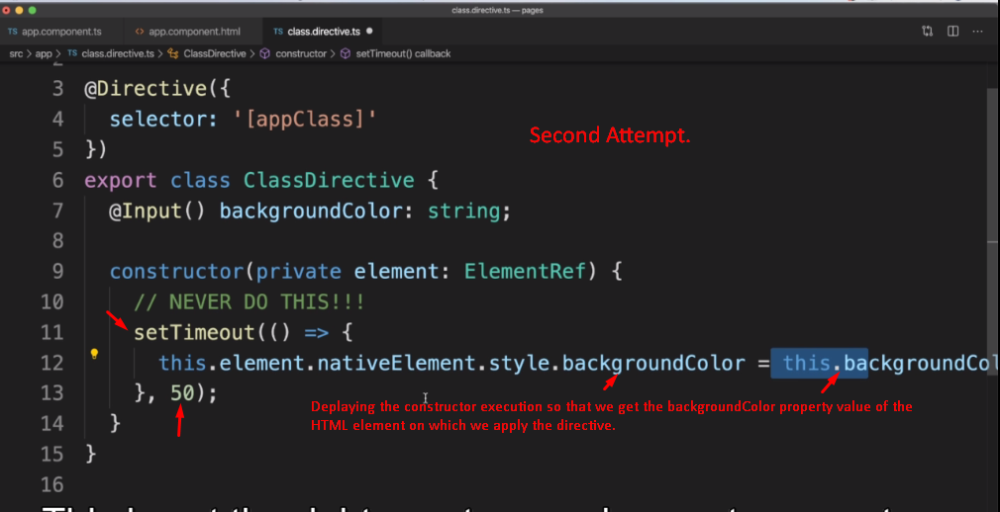 class.directive.ts — pages
TS app.component.ts <> app.component.html TS class.directive.ts
src > app > TS class.directive.ts > ClassDirective > constructor > setTimeout() callback
3 @Directive({
4 selector: '[appClass]'
Second Attempt.
5 })
6 export class ClassDirective {
7 @Input() backgroundColor: string;
8
9 constructor(private element: ElementRef) {
10 // NEVER DO THIS!!!
11 setTimeout(() => {
12 this.element.nativeElement.style.backgroundColor = this.backgroundCol
13 }, 50);
Deplaying the constructor execution so that we get the backgroundColor property value of the
HTML element on which we apply the directive.
14 }
15 }
16